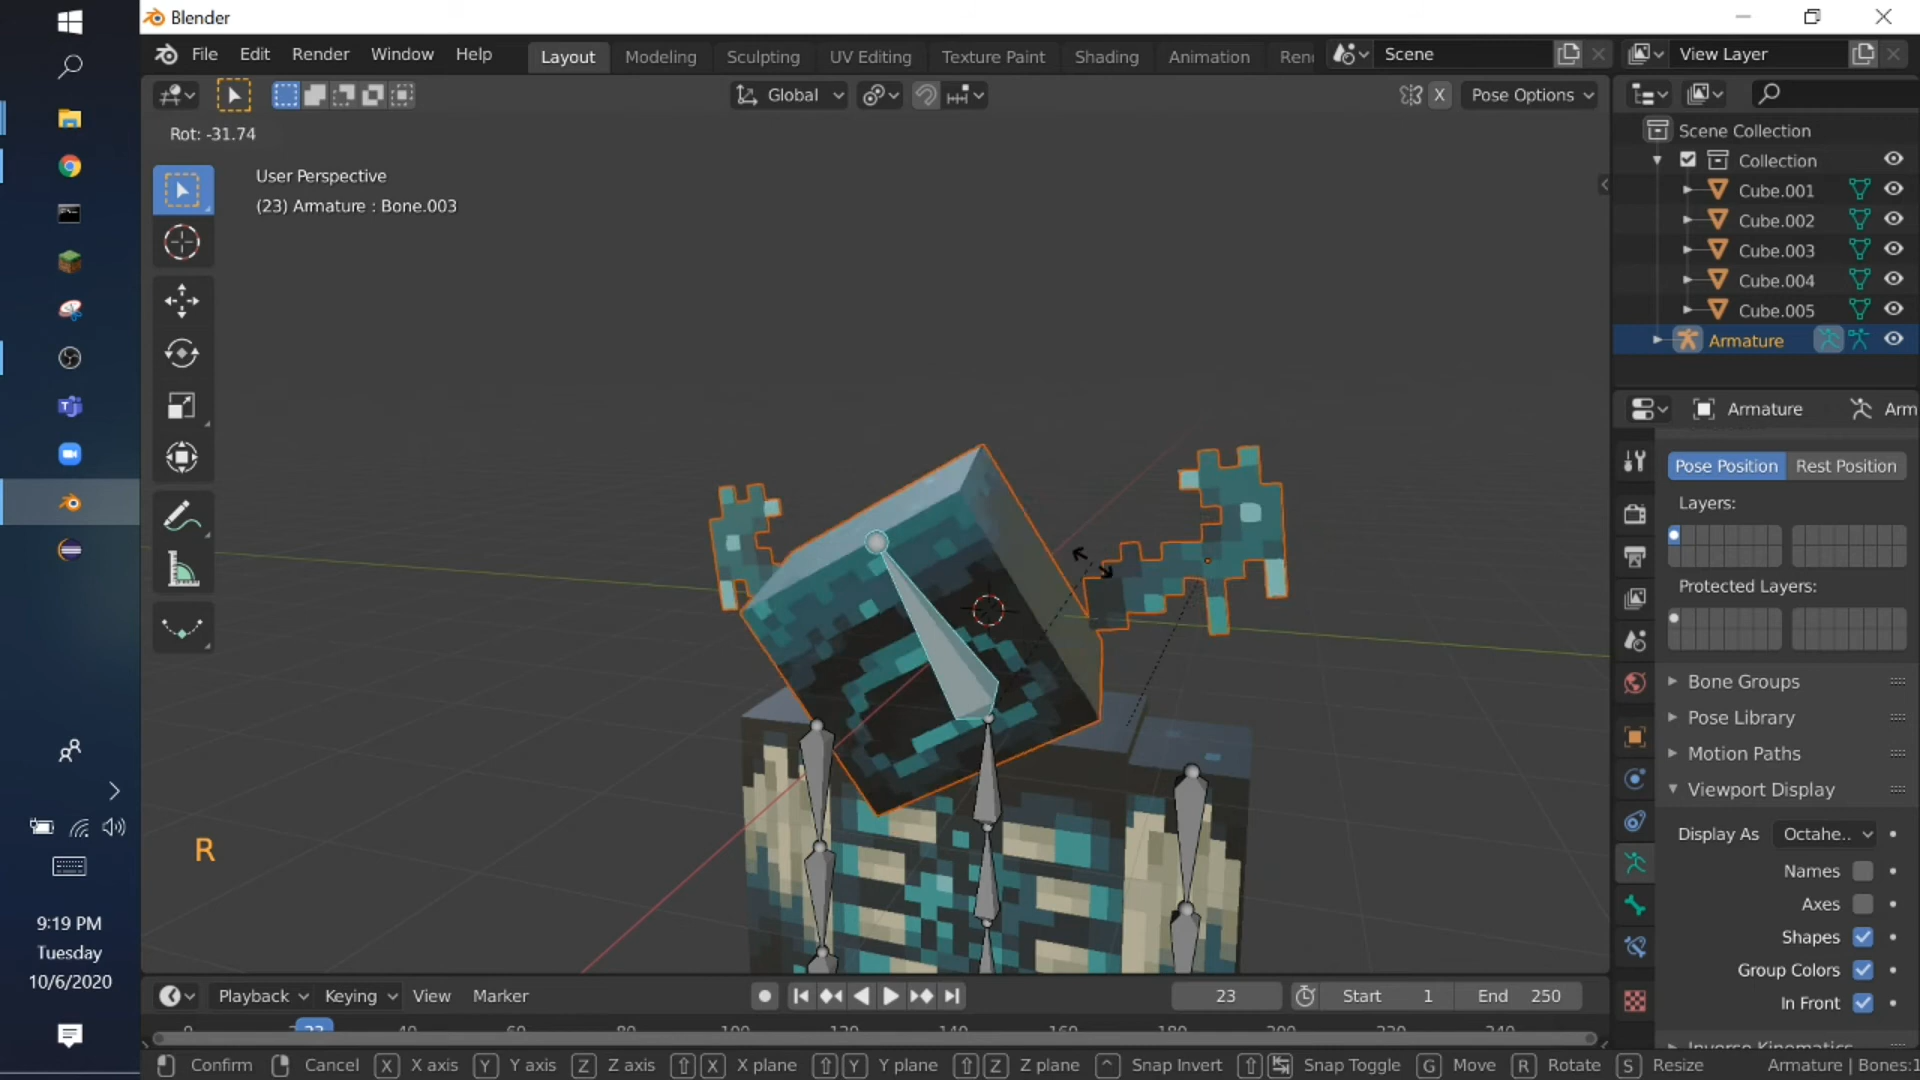 Blender
File Edit Render Window Help Layout Modeling Sculpting UV Editing Texture Paint Shading Animation Ren Scene View Layer
Global X Pose Options
Rot: -31.74
User Perspective
(23) Armature : Bone.003
Scene Collection
Collection
Cube.001
Cube.002
Cube.003
Cube.004
Cube.005
Armature
Armature Arm
Pose Position Rest Position
Layers:
Protected Layers:
Bone Groups
Pose Library
Motion Paths
Viewport Display
Display As Octahe..
Names
Axes
Shapes
Group Colors
In Front
R
9:19 PM
Tuesday
10/6/2020
Playback Keying View Marker 23 Start 1 End 250
Confirm Cancel X X axis Y Y axis Z Z axis X X plane Y Y plane Z Z plane Snap Invert Snap Toggle G Move R Rotate S Resize Armature | Bones:1